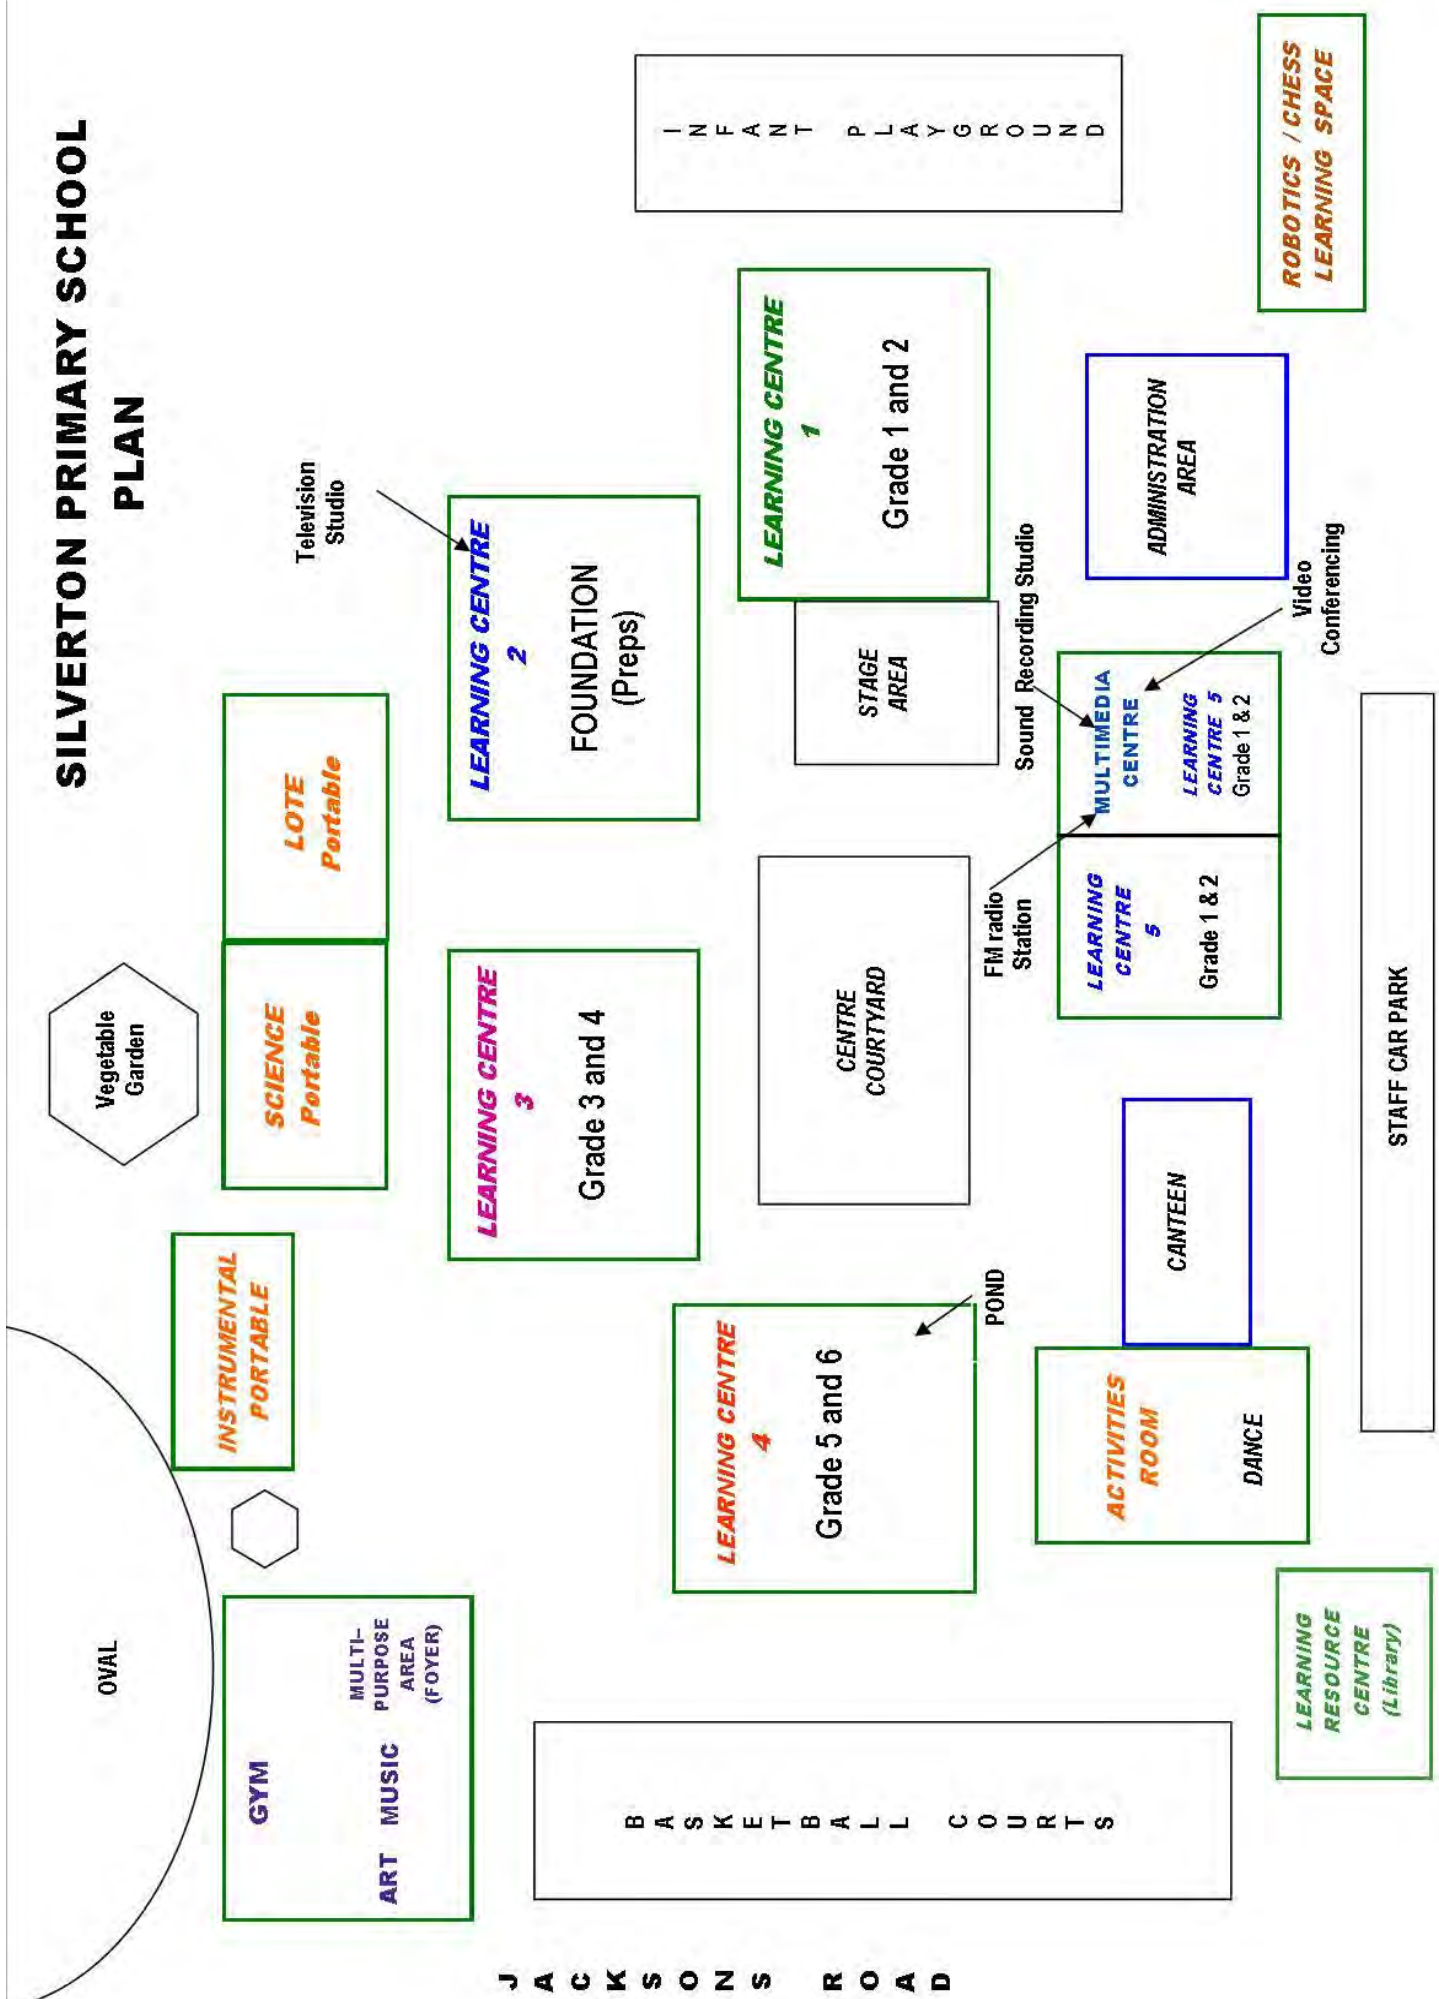 SILVERTON PRIMARY SCHOOL
PLAN
OVAL
Vegetable
Garden
GYM
ART MUSIC
MULTI-
PURPOSE
AREA
(FOYER)
INSTRUMENTAL
PORTABLE
SCIENCE
Portable
LOTE
Portable
Television
Studio
LEARNING CENTRE
3
Grade 3 and 4
LEARNING CENTRE
2
FOUNDATION
(Preps)
JACKSONS ROAD
BASKETBALL COURTS
LEARNING CENTRE
4
Grade 5 and 6
POND
CENTRE
COURTYARD
STAGE
AREA
LEARNING CENTRE
1
Grade 1 and 2
INFANT PLAYGROUND
FM radio
Station
Sound Recording Studio
ACTIVITIES
ROOM
DANCE
CANTEEN
LEARNING
CENTRE
5
Grade 1 & 2
MULTIMEDIA
CENTRE
LEARNING
CENTRE 5
Grade 1 & 2
Video
Conferencing
ADMINISTRATION
AREA
ROBOTICS / CHESS
LEARNING SPACE
LEARNING
RESOURCE
CENTRE
(Library)
STAFF CAR PARK